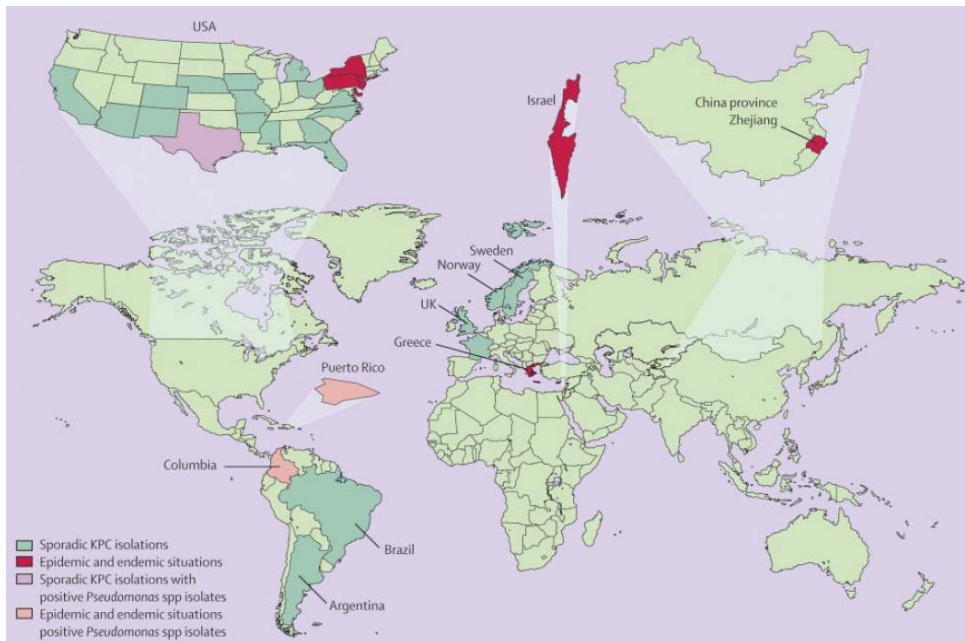 USA
Israel
China province
Zhejiang
Sweden
Norway
UK
Greece
Puerto Rico
Columbia
Brazil
Argentina
Sporadic KPC isolations
Epidemic and endemic situations
Sporadic KPC isolations with
positive Pseudomonas spp isolates
Epidemic and endemic situations
positive Pseudomonas spp isolates